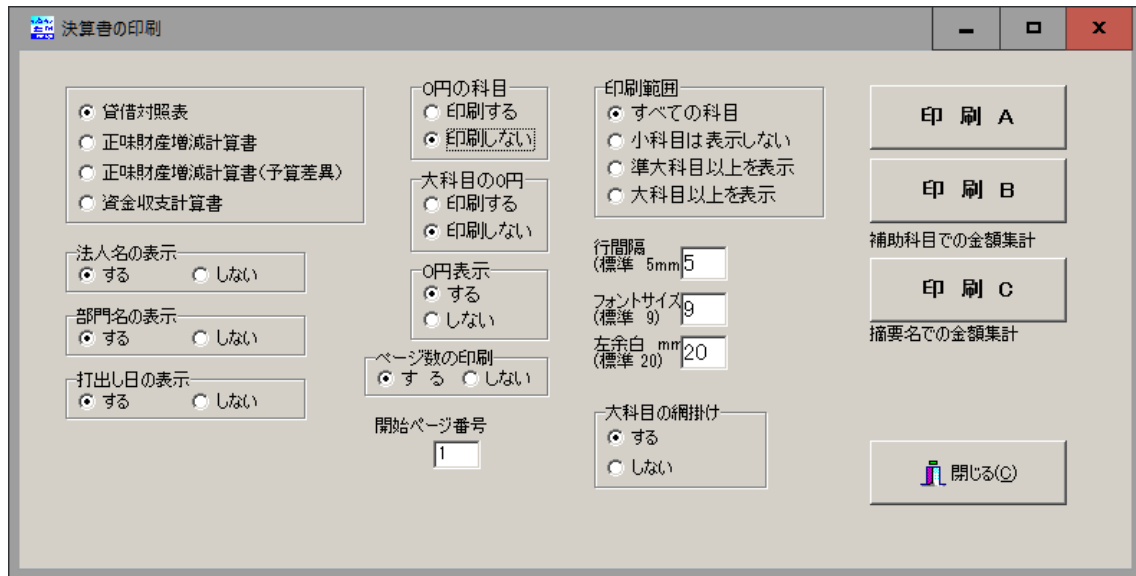 決算書の印刷
貸借対照表
正味財産増減計算書
正味財産増減計算書(予算差異)
資金収支計算書
法人名の表示
する しない
部門名の表示
する しない
打出し日の表示
する しない
0円の科目
印刷する
印刷しない
大科目の0円
印刷する
印刷しない
0円表示
する
しない
ページ数の印刷
す る しない
開始ページ番号
1
印刷範囲
すべての科目
小科目は表示しない
準大科目以上を表示
大科目以上を表示
行間隔
(標準 5mm 5
フォントサイズ
(標準 9) 9
左余白 mm
(標準 20) 20
大科目の網掛け
する
しない
印 刷 A
印 刷 B
補助科目での金額集計
印 刷 C
摘要名での金額集計
閉じる(C)